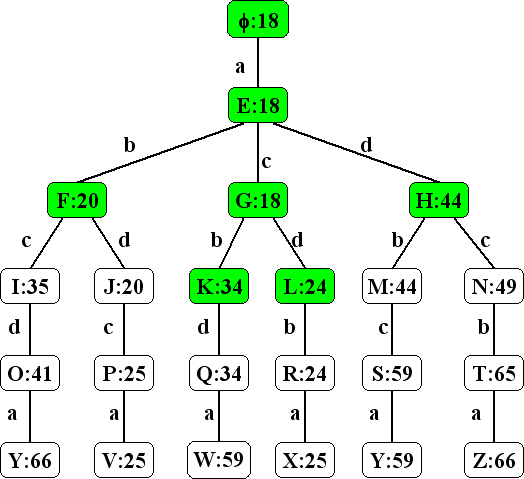 ϕ:18
a
E:18
b c d
F:20 G:18 H:44
c d b d b c
I:35 J:20 K:34 L:24 M:44 N:49
d c d b c b
O:41 P:25 Q:34 R:24 S:59 T:65
a a a a a a
Y:66 V:25 W:59 X:25 Y:59 Z:66